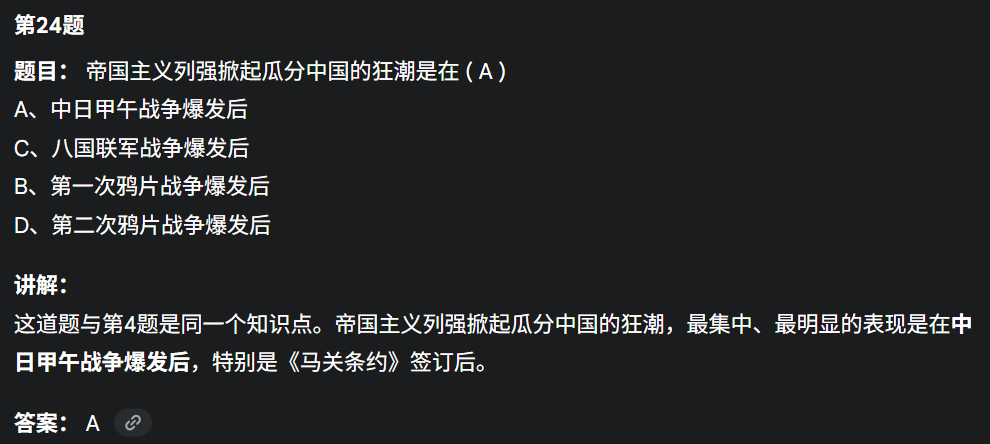 第24题
题目： 帝国主义列强掀起瓜分中国的狂潮是在 ( A )
A、中日甲午战争爆发后
C、八国联军战争爆发后
B、第一次鸦片战争爆发后
D、第二次鸦片战争爆发后
讲解：
这道题与第4题是同一个知识点。帝国主义列强掀起瓜分中国的狂潮，最集中、最明显的表现是在中
日甲午战争爆发后，特别是《马关条约》签订后。
答案： A